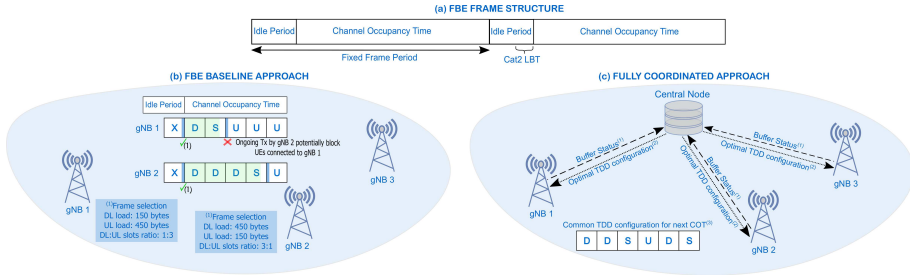 (a) FBE FRAME STRUCTURE
Idle Period
Channel Occupancy Time
Idle Period
Channel Occupancy Time
Fixed Frame Period
Cat2 LBT
(b) FBE BASELINE APPROACH
Idle Period
Channel Occupancy Time
gNB 1
X D S U U U
(1)
Ongoing Tx by gNB 2 potentially block
UEs connected to gNB 1
gNB 2
X D D D S U
(1)
gNB 1
(1)Frame selection
DL load: 150 bytes
UL load: 450 bytes
DL:UL slots ratio: 1:3
(1)Frame selection
DL load: 450 bytes
UL load: 150 bytes
DL:UL slots ratio: 3:1
gNB 2
gNB 3
(c) FULLY COORDINATED APPROACH
Central Node
Buffer Status(1)
Optimal TDD configuration(2)
Buffer Status(1)
Optimal TDD configuration(2)
Buffer Status(1)
Optimal TDD configuration(2)
gNB 1
gNB 3
gNB 2
Common TDD configuration for next COT(3)
D D S U D S